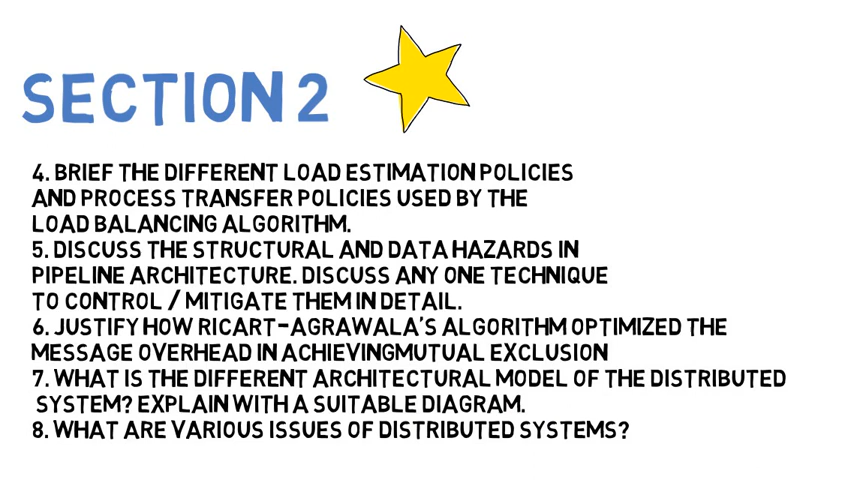 SECTION 2
4. BRIEF THE DIFFERENT LOAD ESTIMATION POLICIES
AND PROCESS TRANSFER POLICIES USED BY THE
LOAD BALANCING ALGORITHM.
5. DISCUSS THE STRUCTURAL AND DATA HAZARDS IN
PIPELINE ARCHITECTURE. DISCUSS ANY ONE TECHNIQUE
TO CONTROL / MITIGATE THEM IN DETAIL.
6. JUSTIFY HOW RICART-AGRAWALA'S ALGORITHM OPTIMIZED THE
MESSAGE OVERHEAD IN ACHIEVINGMUTUAL EXCLUSION
7. WHAT IS THE DIFFERENT ARCHITECTURAL MODEL OF THE DISTRIBUTED
SYSTEM? EXPLAIN WITH A SUITABLE DIAGRAM.
8. WHAT ARE VARIOUS ISSUES OF DISTRIBUTED SYSTEMS?